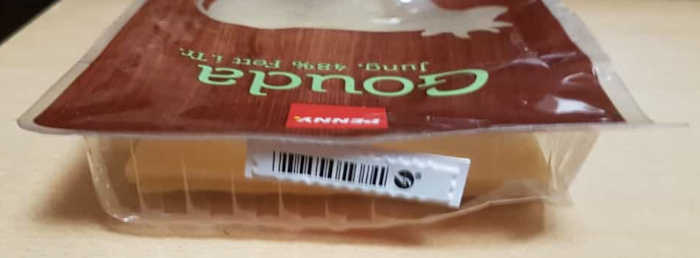 Gouda
Jung, 48% Fett i.Tr.
PENNY.